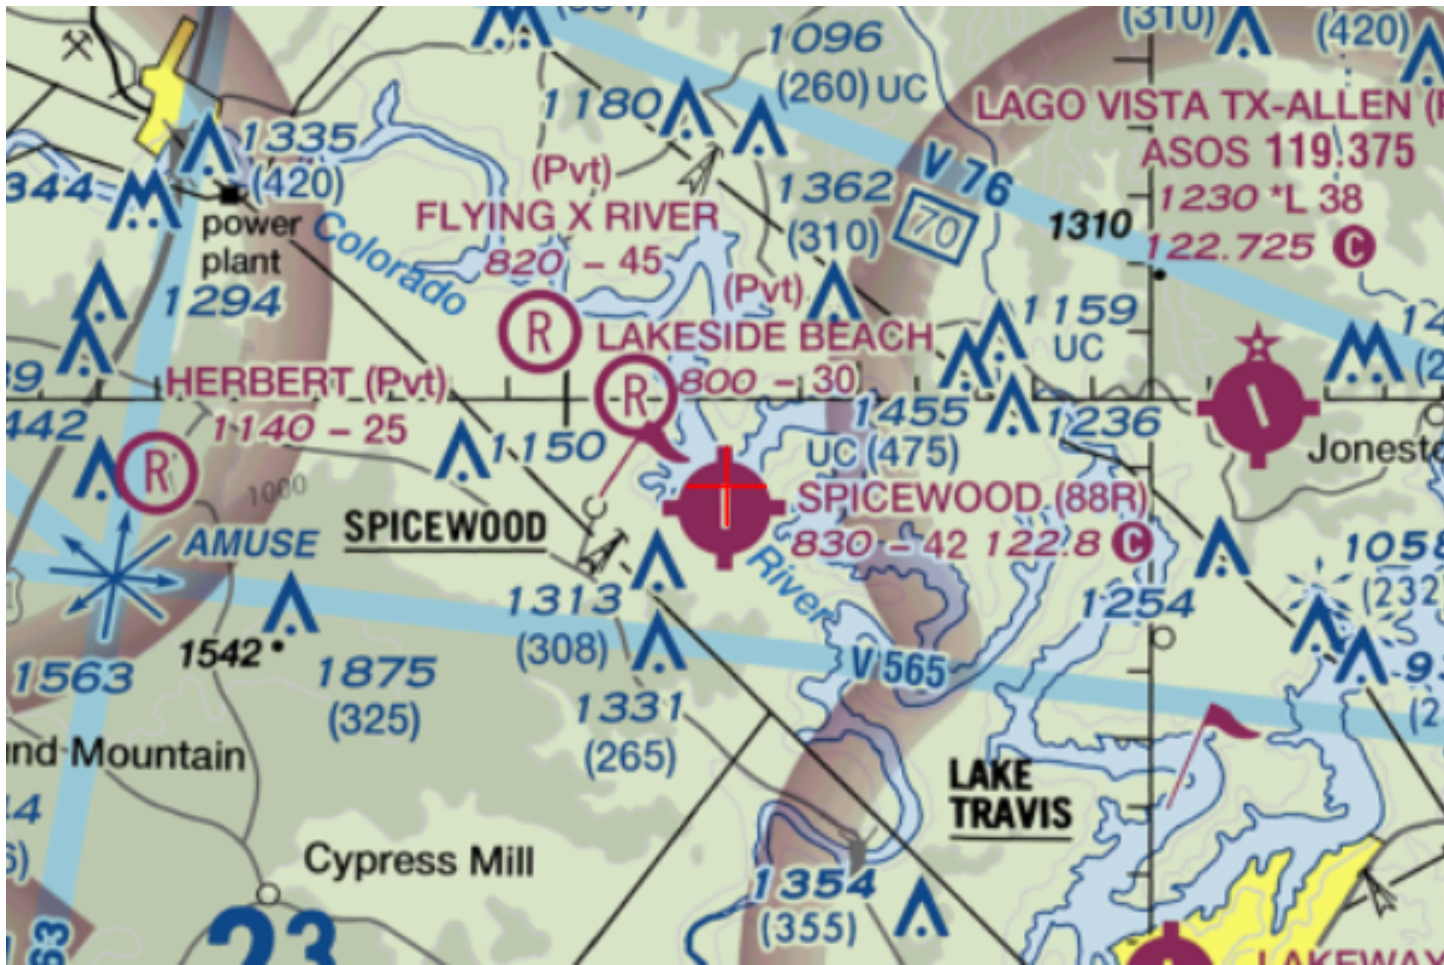 (310)
(420)
1096
(260) UC
1180
LAGO VISTA TX-ALLEN
ASOS 119.375
1230 *L 38
122.725 C
1335
(420)
344
power
plant
Colorado
(Pvt)
FLYING X RIVER
820 - 45
R
1362
(310)
V 76
70
1310
1294
(Pvt)
LAKESIDE BEACH
800 - 30
R
1159
UC
HERBERT (Pvt)
1140 - 25
R
442
1150
1455
UC (475)
1236
1000
SPICEWOOD
SPICEWOOD (88R)
830 - 42 122.8 C
River
AMUSE
1313
(308)
1254
1058
(232
1542
1563
1875
(325)
1331
(265)
V 565
Mountain
LAKE
TRAVIS
Cypress Mill
1354
(355)
23
63
LAKEWAY